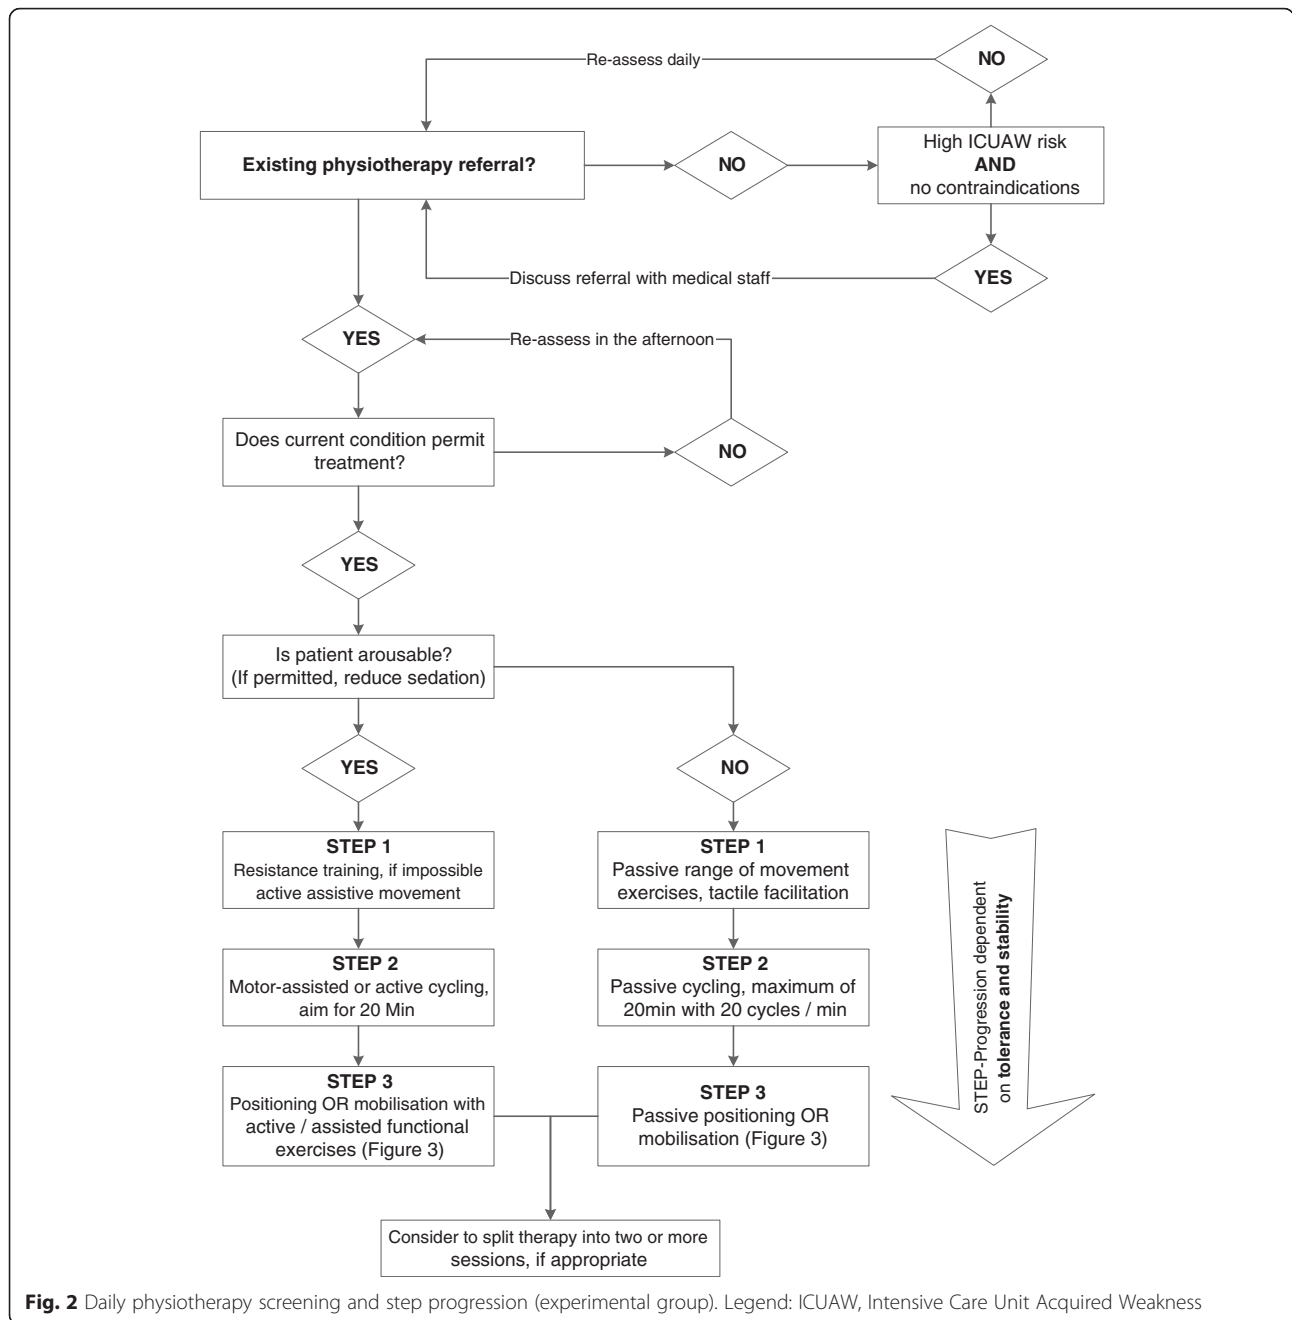 NO
Re-assess daily
High ICUAW risk
AND
no contraindications
Existing physiotherapy referral?
NO
Discuss referral with medical staff
YES
YES
Re-assess in the afternoon
Does current condition permit
treatment?
NO
YES
Is patient arousable?
(If permitted, reduce sedation)
YES
NO
STEP 1
Resistance training, if impossible
active assistive movement
STEP 1
Passive range of movement
exercises, tactile facilitation
STEP 2
Motor-assisted or active cycling,
aim for 20 Min
STEP 2
Passive cycling, maximum of
20min with 20 cycles / min
STEP 3
Positioning OR mobilisation with
active / assisted functional
exercises (Figure 3)
STEP 3
Passive positioning OR
mobilisation (Figure 3)
STEP-Progression dependent
on tolerance and stability
Consider to split therapy into two or more
sessions, if appropriate
Fig. 2 Daily physiotherapy screening and step progression (experimental group). Legend: ICUAW, Intensive Care Unit Acquired Weakness